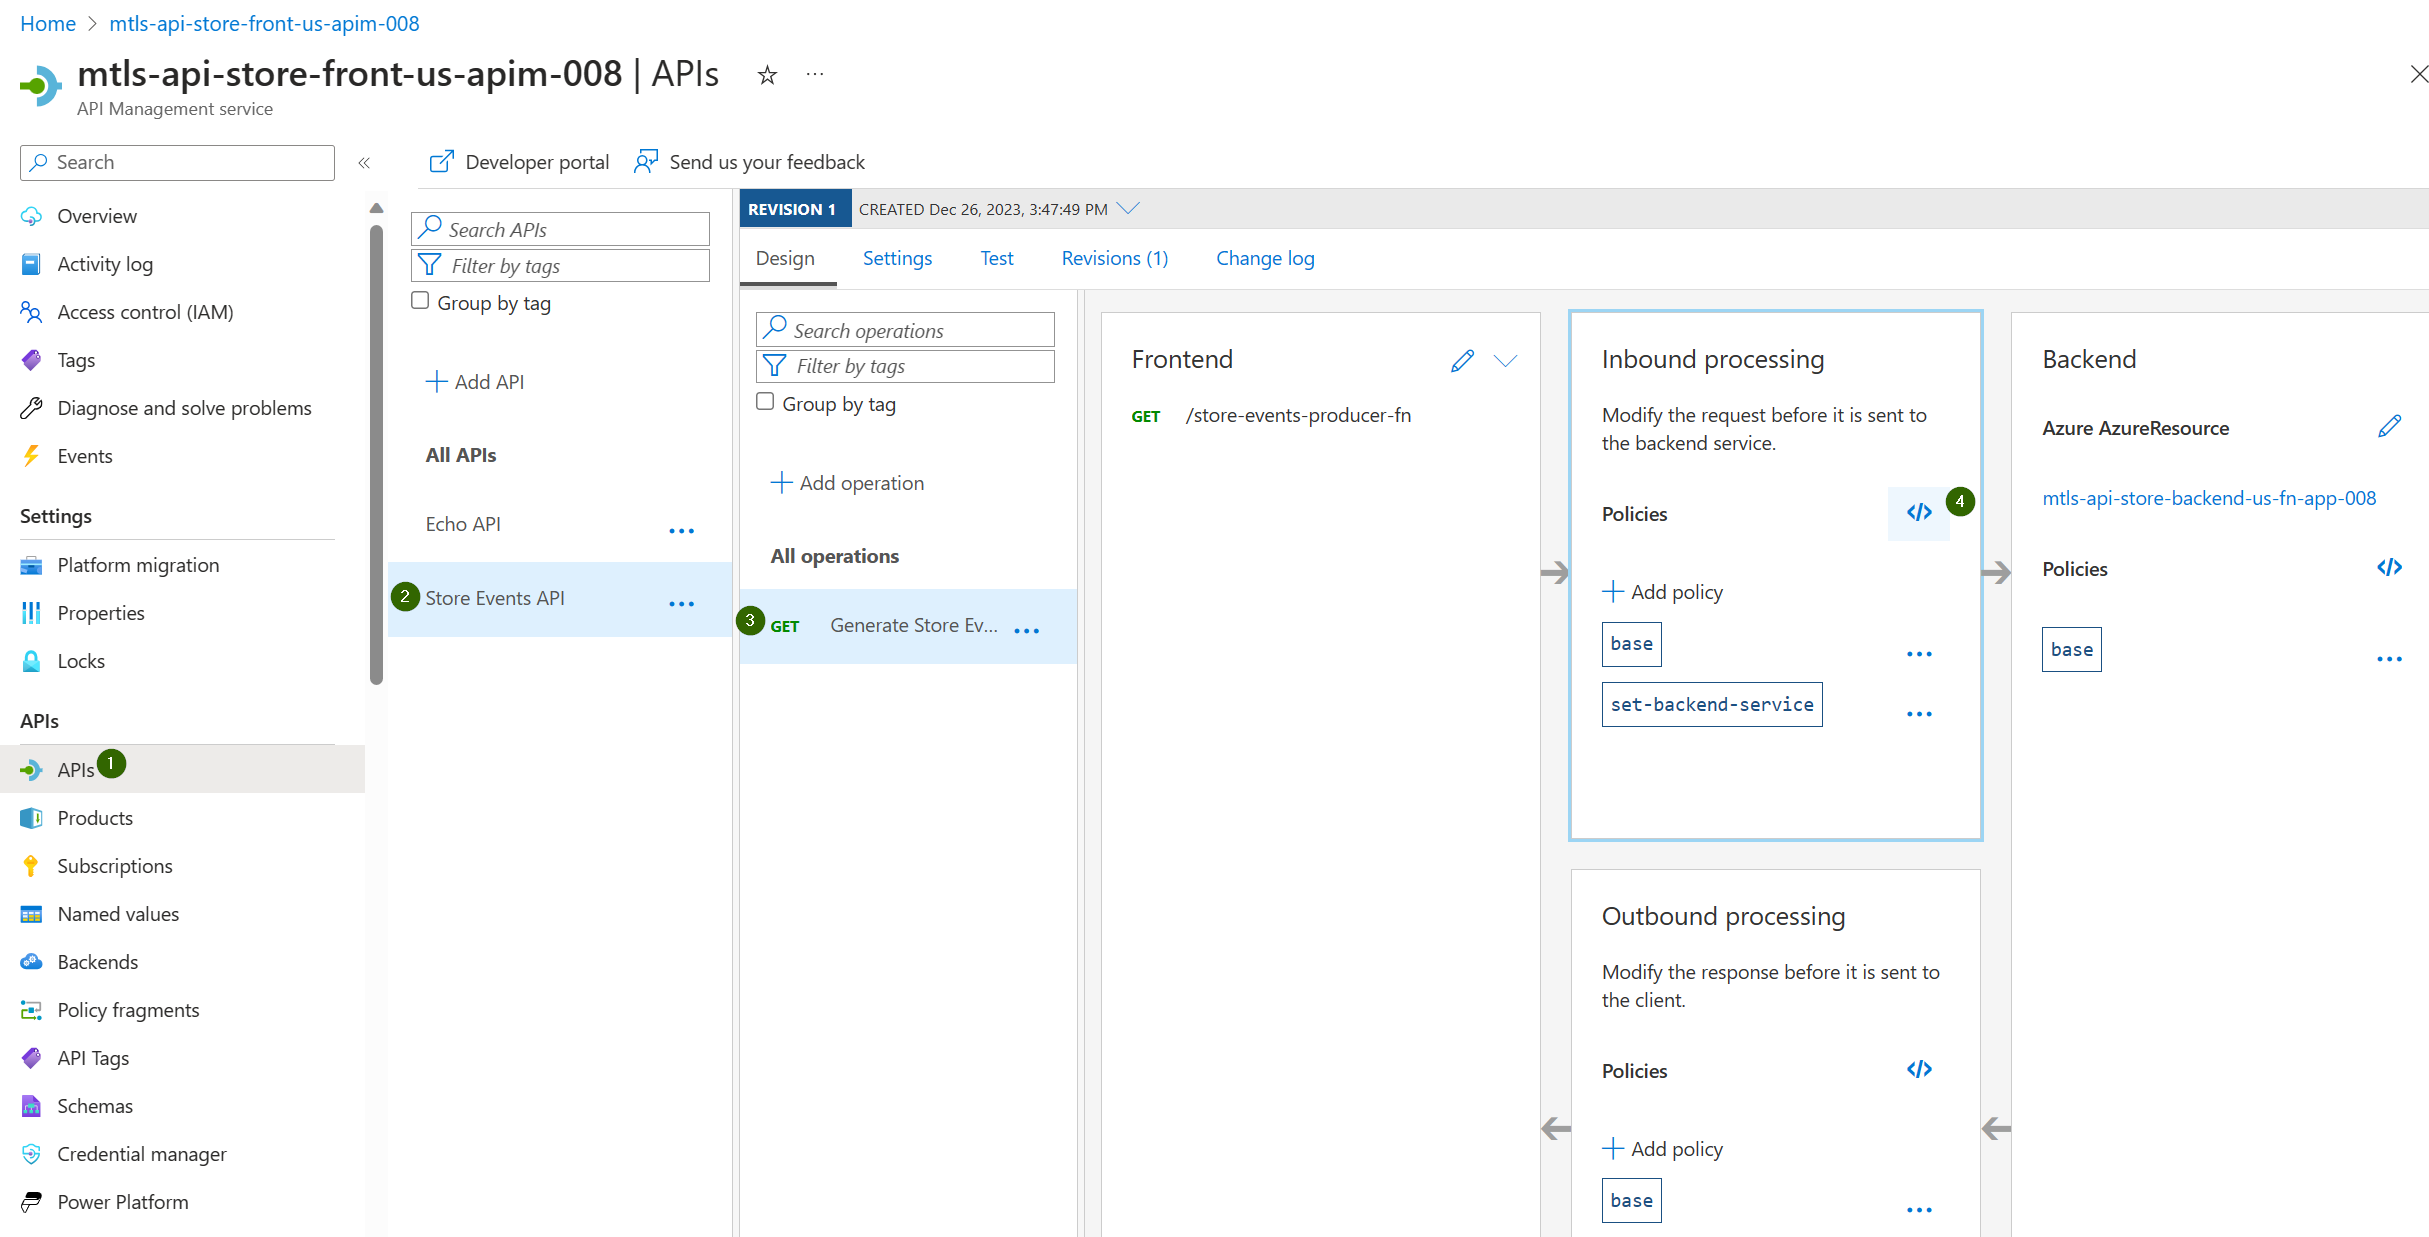 Home > mtls-api-store-front-us-apim-008
mtls-api-store-front-us-apim-008 | APIs
API Management service
Search
Overview
Activity log
Access control (IAM)
Tags
Diagnose and solve problems
Events
Settings
Platform migration
Properties
Locks
APIs
APIs 1
Products
Subscriptions
Named values
Backends
Policy fragments
API Tags
Schemas
Credential manager
Power Platform
Developer portal
Send us your feedback
Search APIs
Filter by tags
Group by tag
Add API
All APIs
Echo API
2 Store Events API
REVISION 1 CREATED Dec 26, 2023, 3:47:49 PM
Design
Settings
Test
Revisions (1)
Change log
Search operations
Filter by tags
Group by tag
Add operation
All operations
3 GET Generate Store Ev...
Frontend
GET /store-events-producer-fn
Inbound processing
Modify the request before it is sent to
the backend service.
Policies </> 4
Add policy
base
set-backend-service
Outbound processing
Modify the response before it is sent to
the client.
Policies </>
Add policy
base
Backend
Azure AzureResource
mtls-api-store-backend-us-fn-app-008
Policies </>
base